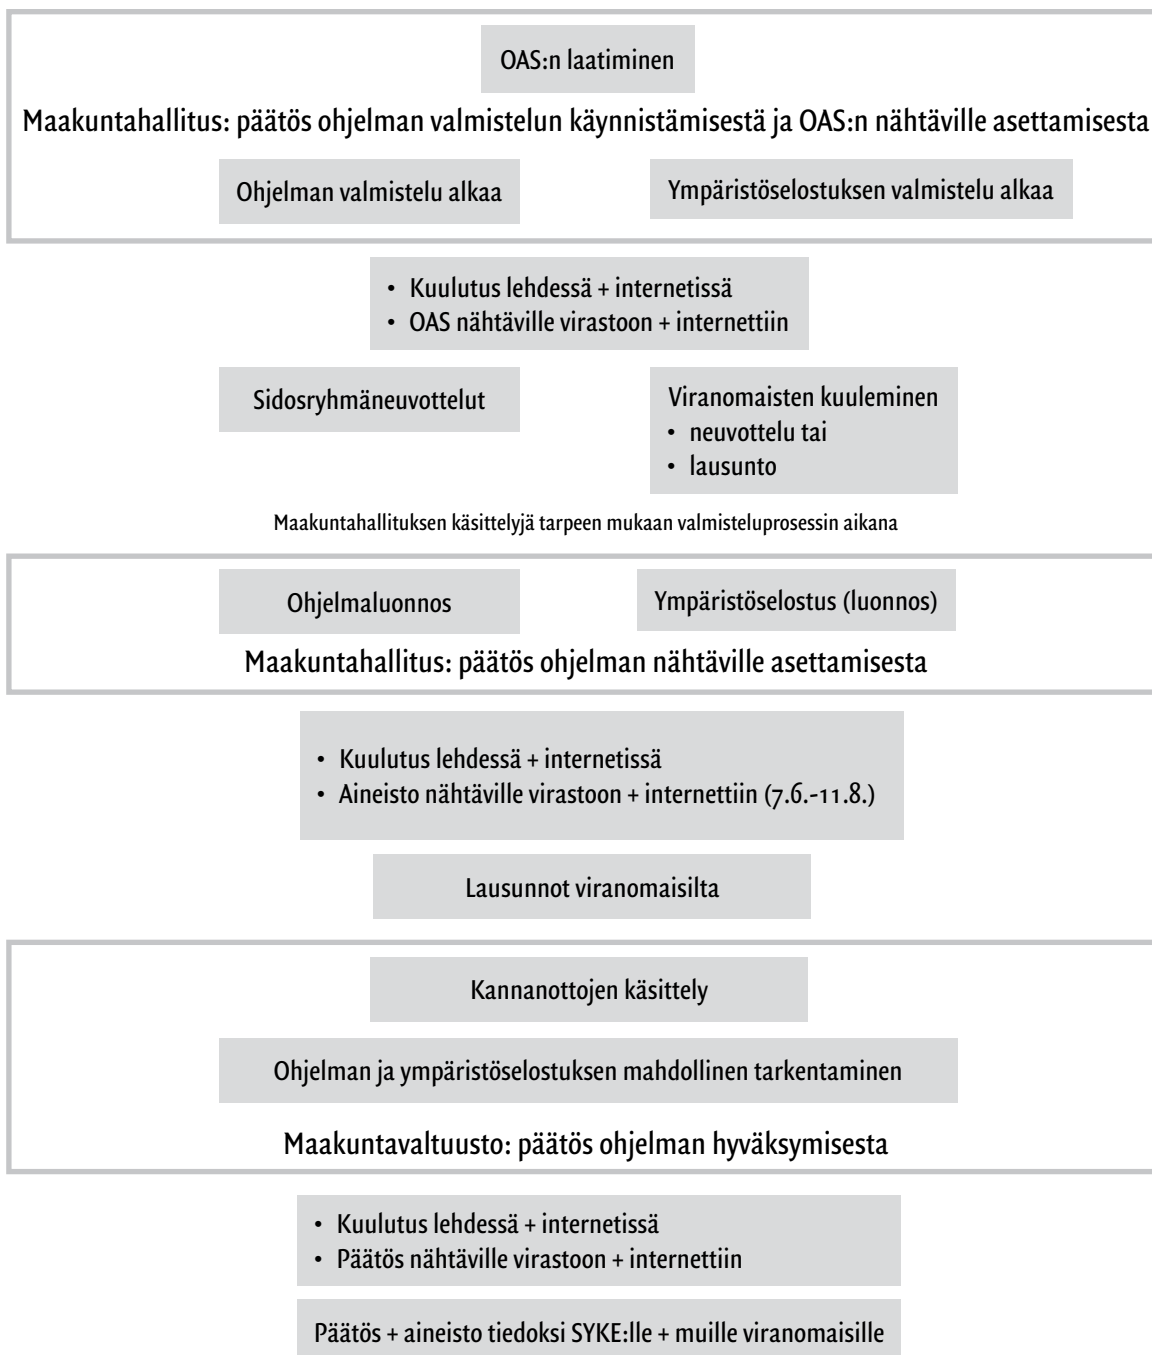 OAS:n laatiminen
Maakuntahallitus: päätös ohjelman valmistelun käynnistämisestä ja OAS:n nähtäville asettamisesta
Ohjelman valmistelu alkaa
Ympäristöselostuksen valmistelu alkaa
• Kuulutus lehdessä + internetissä
• OAS nähtäville virastoon + internettiin
Sidosryhmäneuvottelut
Viranomaisten kuuleminen
• neuvottelu tai
• lausunto
Maakuntahallituksen käsittelyjä tarpeen mukaan valmisteluprosessin aikana
Ohjelmaluonnos
Ympäristöselostus (luonnos)
Maakuntahallitus: päätös ohjelman nähtäville asettamisesta
• Kuulutus lehdessä + internetissä
• Aineisto nähtäville virastoon + internettiin (7.6.-11.8.)
Lausunnot viranomaisilta
Kannanottojen käsittely
Ohjelman ja ympäristöselostuksen mahdollinen tarkentaminen
Maakuntavaltuusto: päätös ohjelman hyväksymisesta
• Kuulutus lehdessä + internetissä
• Päätös nähtäville virastoon + internettiin
Päätös + aineisto tiedoksi SYKE:lle + muille viranomaisille